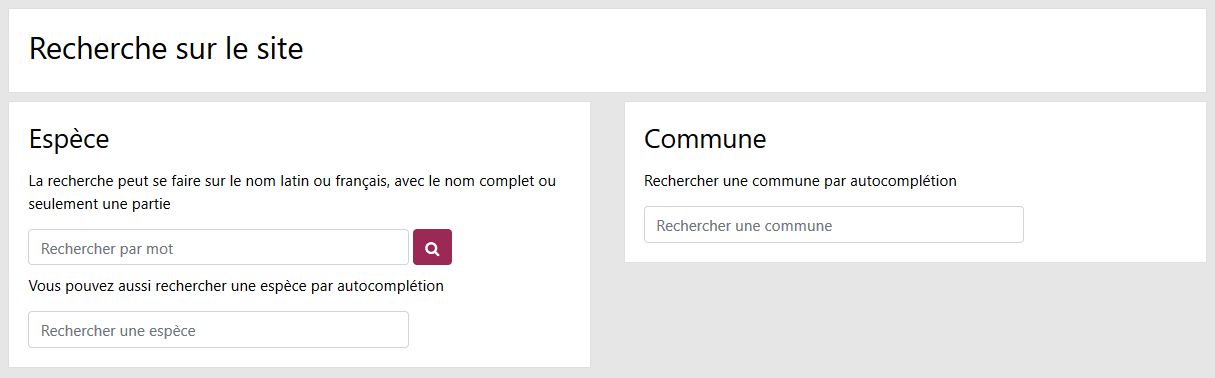 Recherche sur le site
Espèce
La recherche peut se faire sur le nom latin ou français, avec le nom complet ou
seulement une partie
Rechercher par mot
Vous pouvez aussi rechercher une espèce par autocomplétion
Rechercher une espèce
Commune
Rechercher une commune par autocomplétion
Rechercher une commune